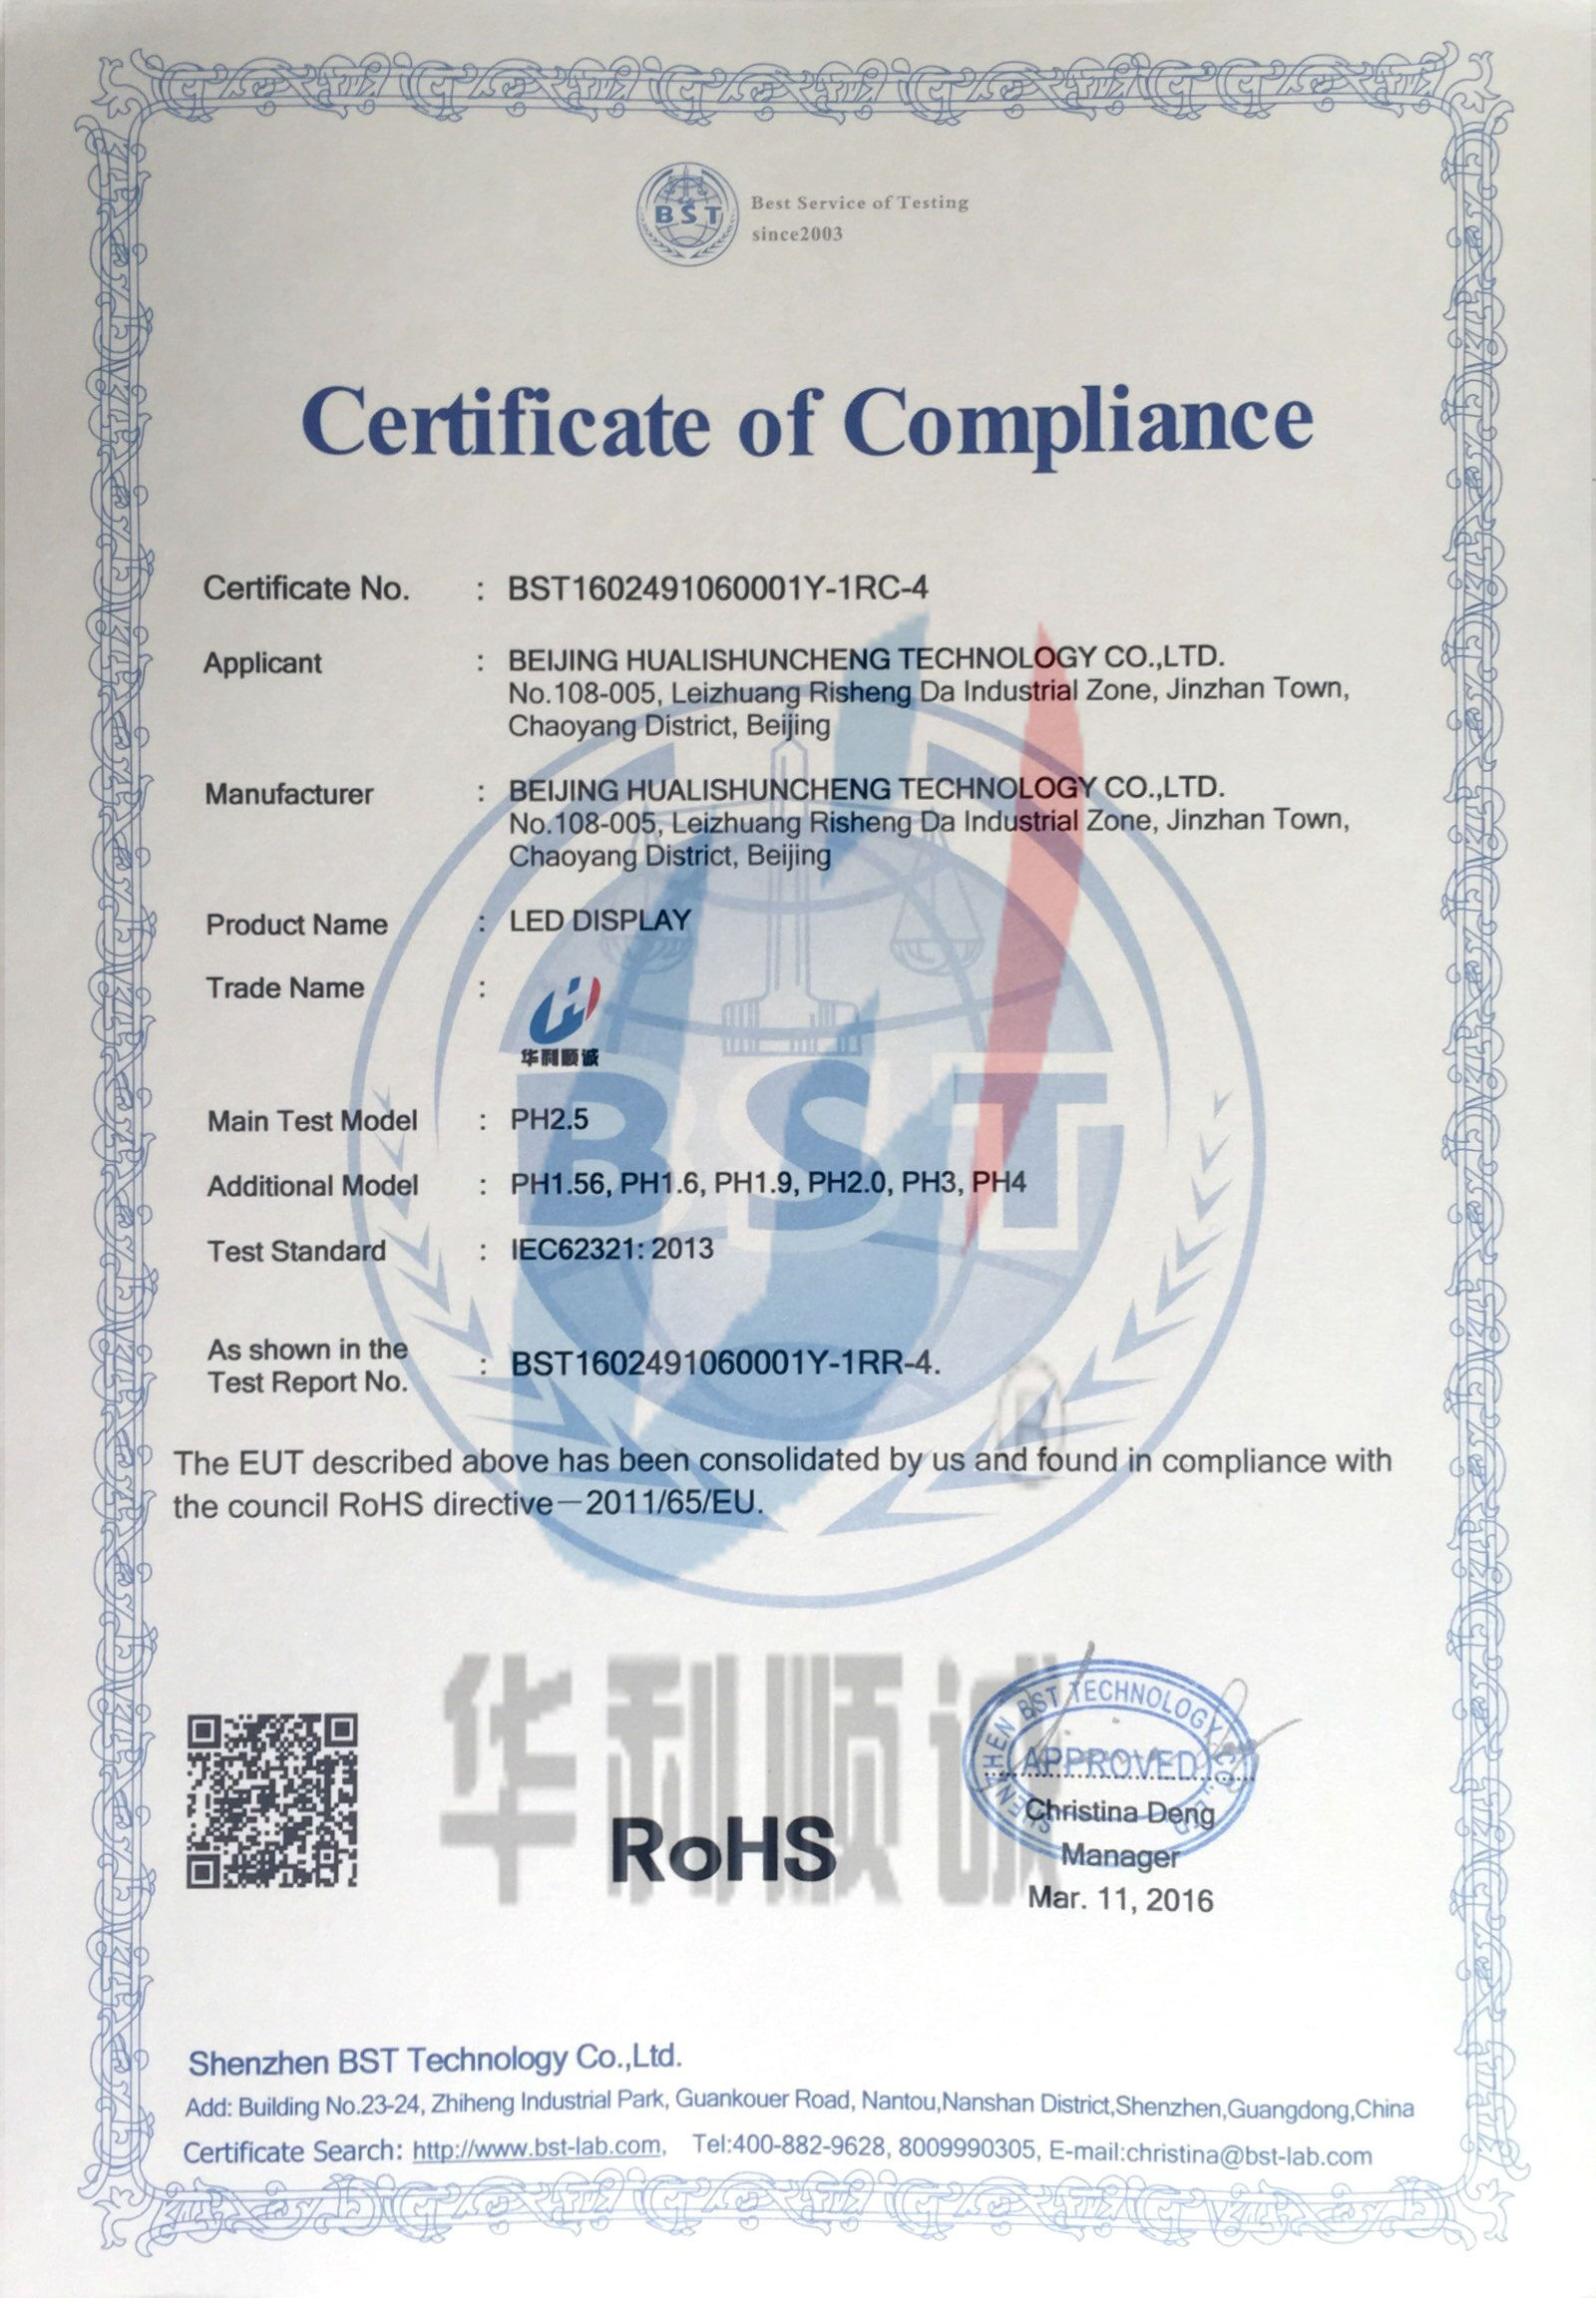 BST
Best Service of Testing
since2003
Certificate of Compliance
Certificate No. : BST1602491060001Y-1RC-4
Applicant : BEIJING HUALISHUNCHENG TECHNOLOGY CO.,LTD.
No.108-005, Leizhuang Risheng Da Industrial Zone, Jinzhan Town,
Chaoyang District, Beijing
Manufacturer : BEIJING HUALISHUNCHENG TECHNOLOGY CO.,LTD.
No.108-005, Leizhuang Risheng Da Industrial Zone, Jinzhan Town,
Chaoyang District, Beijing
Product Name : LED DISPLAY
Trade Name :
华利顺诚
BST
Main Test Model : PH2.5
Additional Model : PH1.56, PH1.6, PH1.9, PH2.0, PH3, PH4
Test Standard : IEC62321: 2013
As shown in the
Test Report No. : BST1602491060001Y-1RR-4.
®
The EUT described above has been consolidated by us and found in compliance with
the council RoHS directive—2011/65/EU.
华利顺诚
RoHS
SHENZHEN BST TECHNOLOGY CO., LTD
APPROVED
Christina Deng
Manager
Mar. 11, 2016
Shenzhen BST Technology Co.,Ltd.
Add: Building No.23-24, Zhiheng Industrial Park, Guankouer Road, Nantou,Nanshan District,Shenzhen,Guangdong,China
Certificate Search: http://www.bst-lab.com, Tel:400-882-9628, 8009990305, E-mail:christina@bst-lab.com